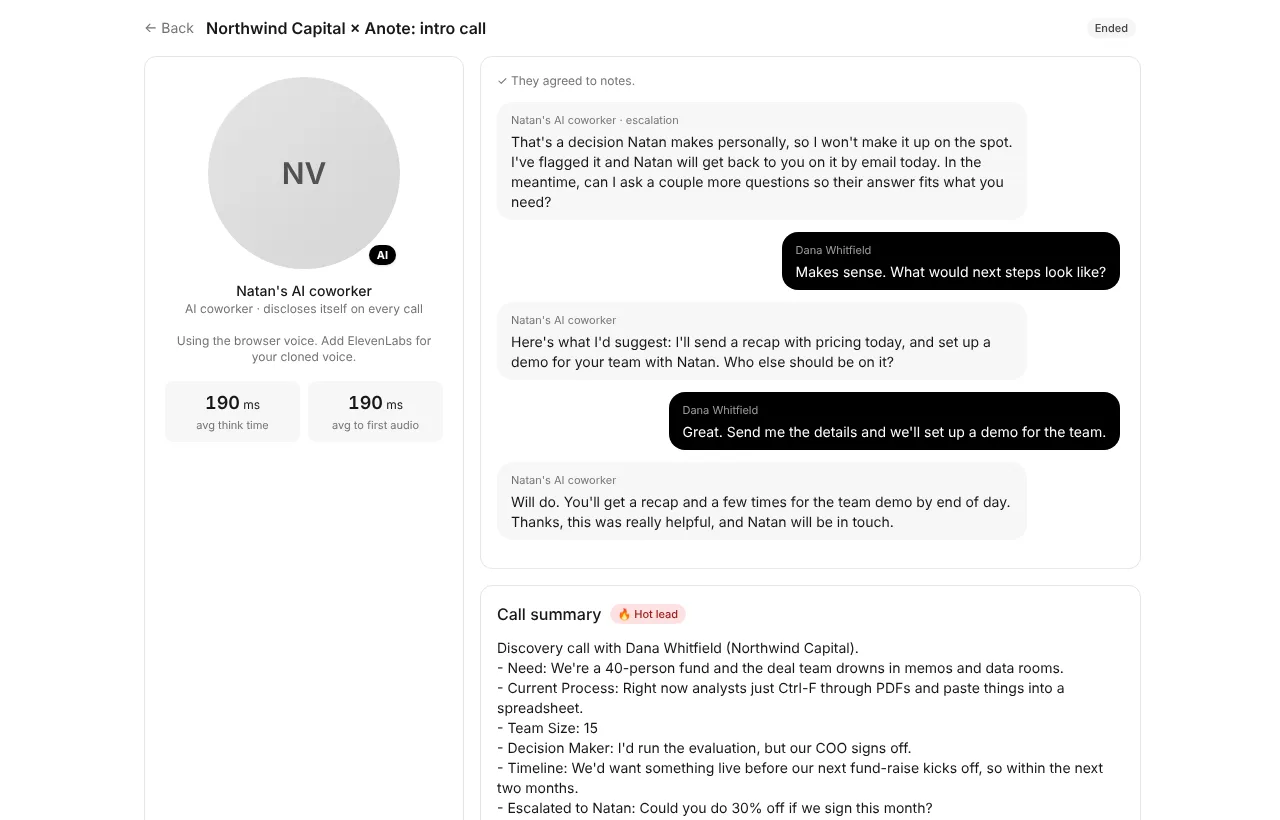 ← Back Northwind Capital × Anote: intro call Ended
NV
AI
Natan's AI coworker
AI coworker · discloses itself on every call
Using the browser voice. Add ElevenLabs for
your cloned voice.
190 ms
avg think time
190 ms
avg to first audio
✓ They agreed to notes.
Natan's AI coworker · escalation
That's a decision Natan makes personally, so I won't make it up on the spot.
I've flagged it and Natan will get back to you on it by email today. In the
meantime, can I ask a couple more questions so their answer fits what you
need?
Dana Whitfield
Makes sense. What would next steps look like?
Natan's AI coworker
Here's what I'd suggest: I'll send a recap with pricing today, and set up a
demo for your team with Natan. Who else should be on it?
Dana Whitfield
Great. Send me the details and we'll set up a demo for the team.
Natan's AI coworker
Will do. You'll get a recap and a few times for the team demo by end of day.
Thanks, this was really helpful, and Natan will be in touch.
Call summary 🔥 Hot lead
Discovery call with Dana Whitfield (Northwind Capital).
- Need: We're a 40-person fund and the deal team drowns in memos and data rooms.
- Current Process: Right now analysts just Ctrl-F through PDFs and paste things into a
spreadsheet.
- Team Size: 15
- Decision Maker: I'd run the evaluation, but our COO signs off.
- Timeline: We'd want something live before our next fund-raise kicks off, so within the next
two months.
- Escalated to Natan: Could you do 30% off if we sign this month?